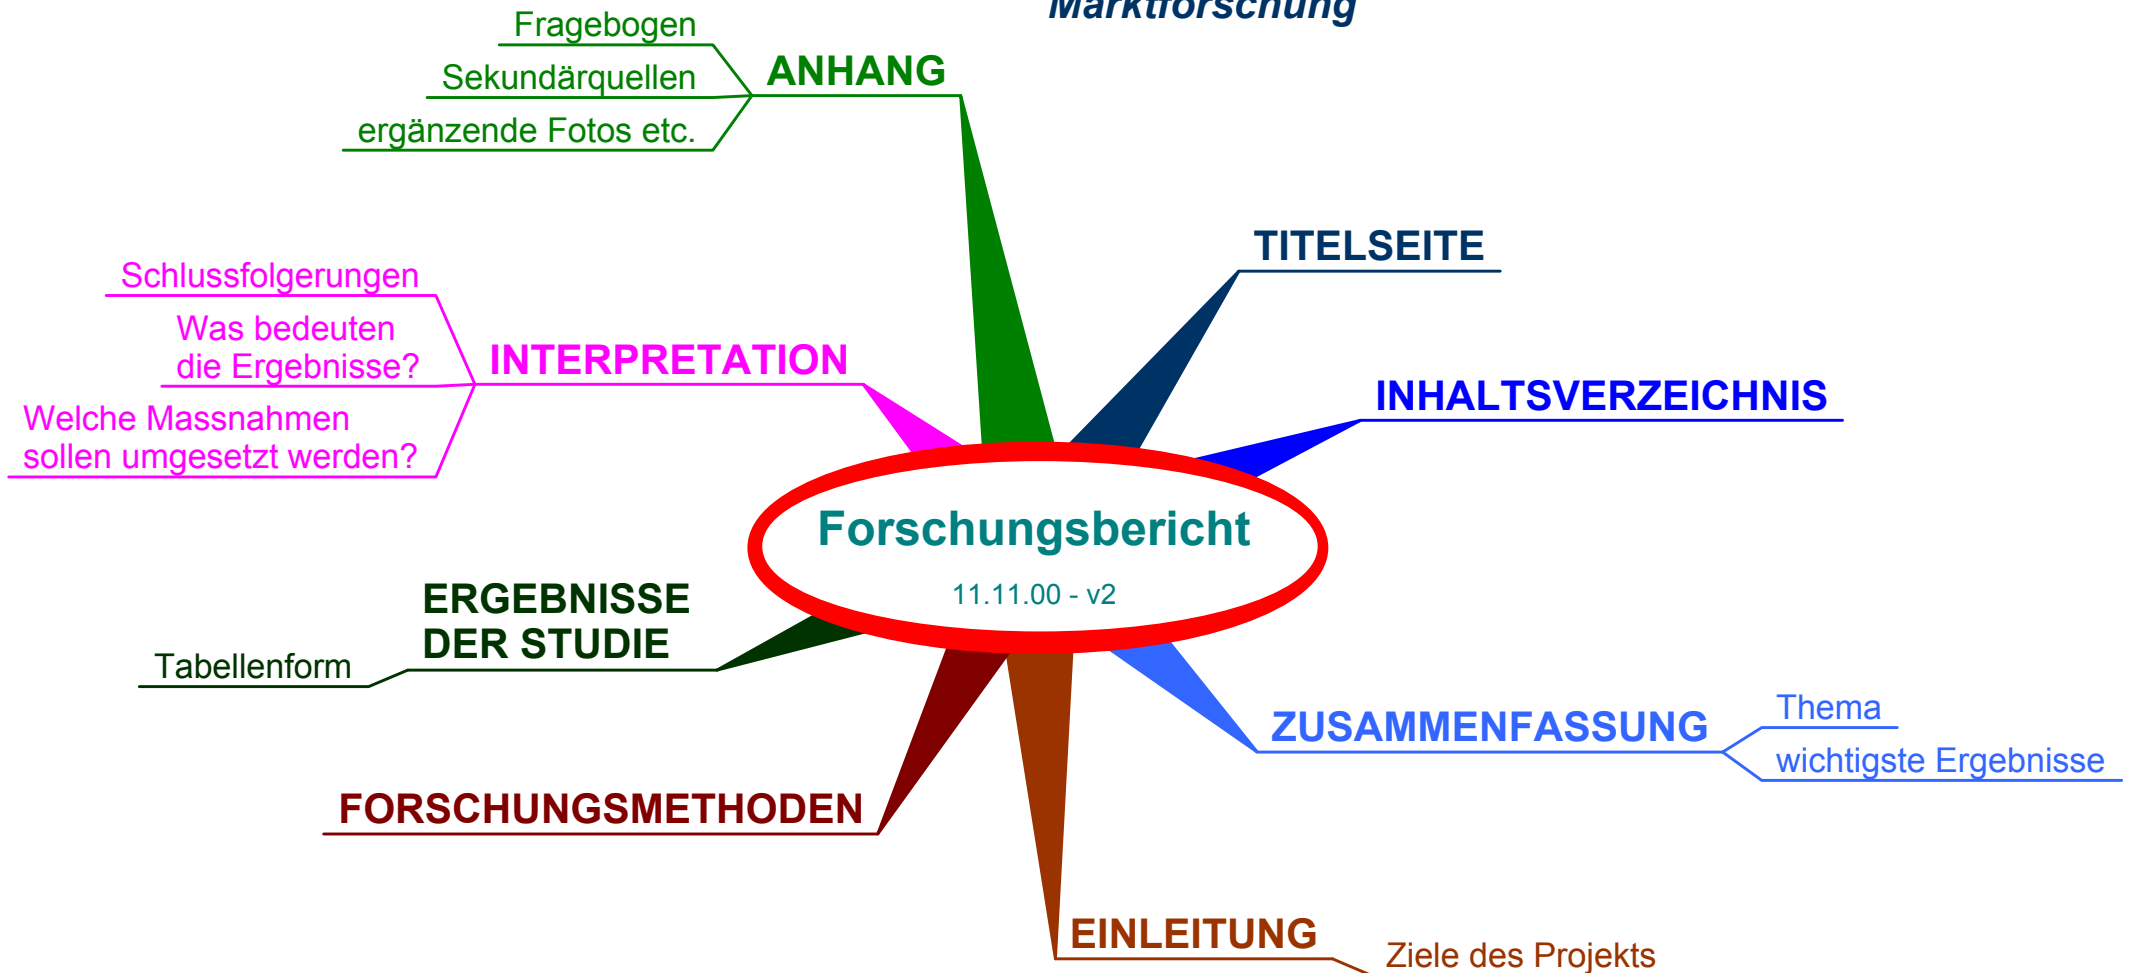 Marktforschung
Fragebogen
Sekundärquellen
ergänzende Fotos etc.
ANHANG
TITELSEITE
INHALTSVERZEICHNIS
Schlussfolgerungen
Was bedeuten
die Ergebnisse?
Welche Massnahmen
sollen umgesetzt werden?
INTERPRETATION
Forschungsbericht
11.11.00 - v2
ERGEBNISSE
DER STUDIE
Tabellenform
ZUSAMMENFASSUNG
Thema
wichtigste Ergebnisse
FORSCHUNGSMETHODEN
EINLEITUNG
Ziele des Projekts